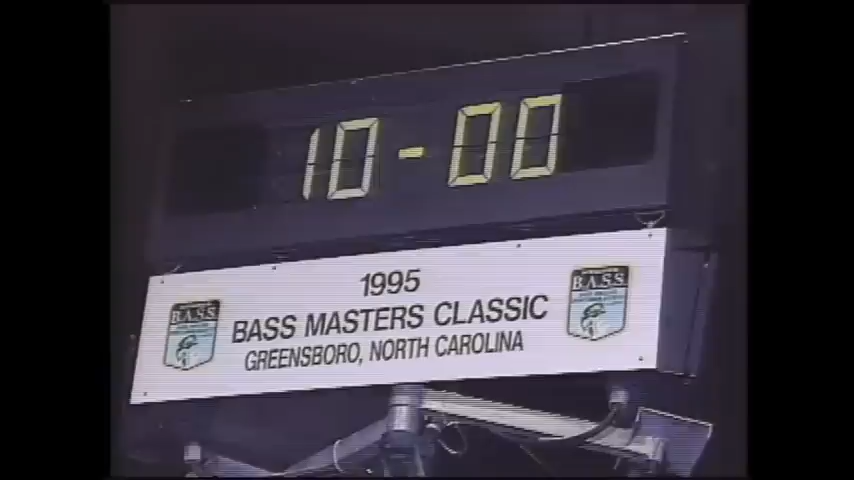 10-00
1995
B.A.S.S.
B.A.S.S.
BASS MASTERS CLASSIC
GREENSBORO, NORTH CAROLINA